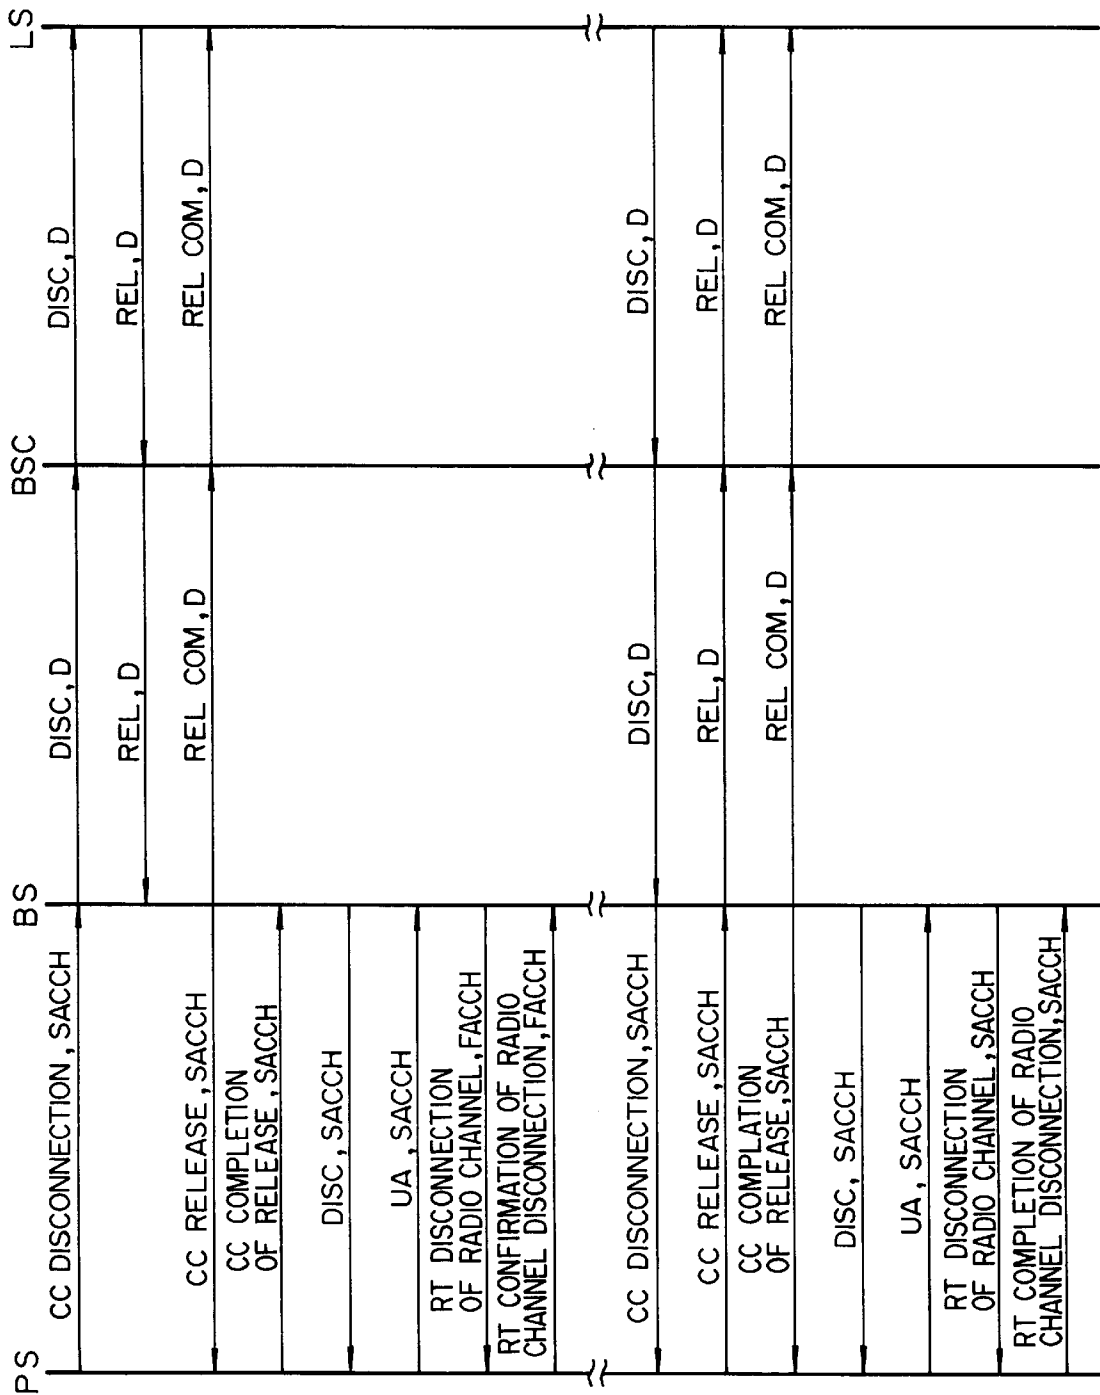 PS
BS
BSC
LS
CC DISCONNECTION, SACCH
DISC, D
DISC, D
REL, D
REL, D
CC RELEASE, SACCH
REL COM, D
REL COM, D
CC COMPLETION
OF RELEASE, SACCH
DISC, SACCH
UA, SACCH
RT DISCONNECTION
OF RADIO CHANNEL, FACCH
RT CONFIRMATION OF RADIO
CHANNEL DISCONNECTION, FACCH
CC DISCONNECTION, SACCH
DISC, D
DISC, D
CC RELEASE, SACCH
REL, D
REL, D
CC COMPLATION
OF RELEASE, SACCH
REL COM, D
REL COM, D
DISC, SACCH
UA, SACCH
RT DISCONNECTION
OF RADIO CHANNEL, SACCH
RT COMPLETION OF RADIO
CHANNEL DISCONNECTION, SACCH